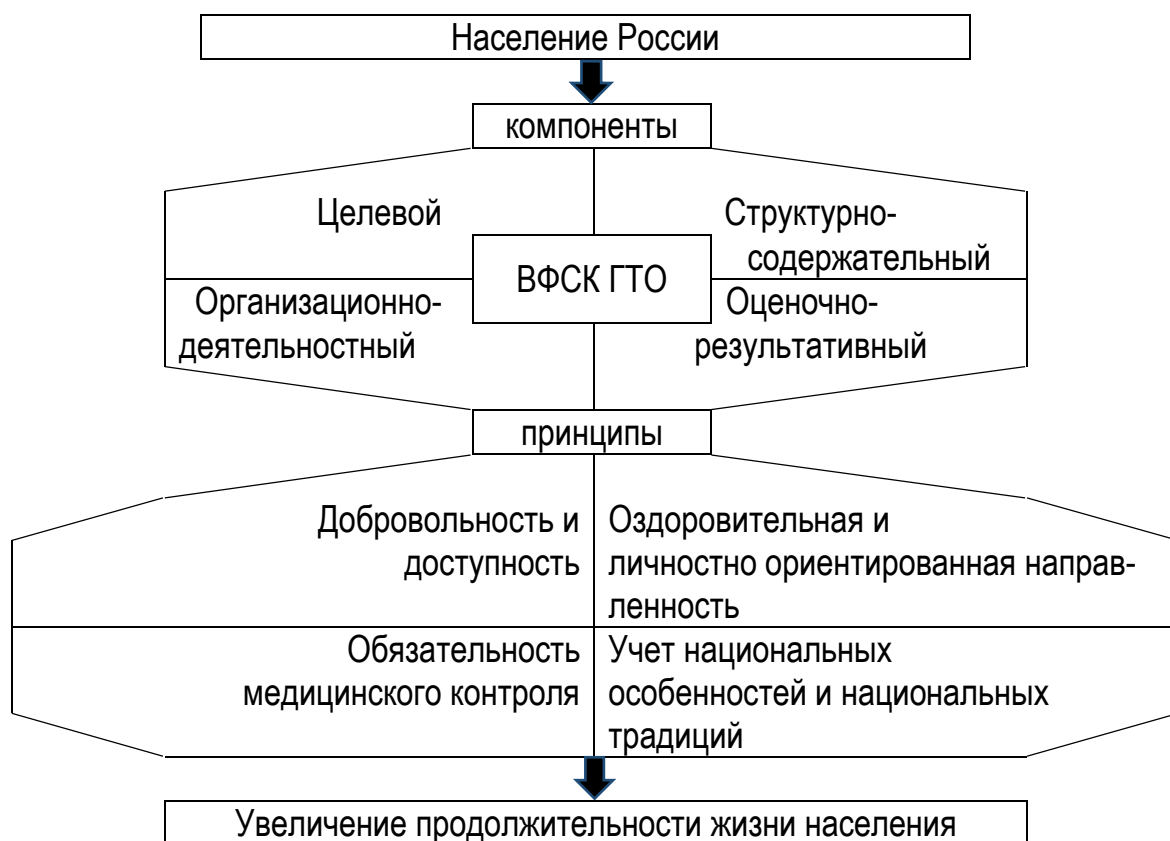 Население России
компоненты
Целевой
Структурно-
содержательный
ВФСК ГТО
Организационно-
деятельностный
Оценочно-
результативный
принципы
Добровольность и
доступность
Оздоровительная и
личностно ориентированная направ-
ленность
Обязательность
медицинского контроля
Учет национальных
особенностей и национальных
традиций
Увеличение продолжительности жизни населения